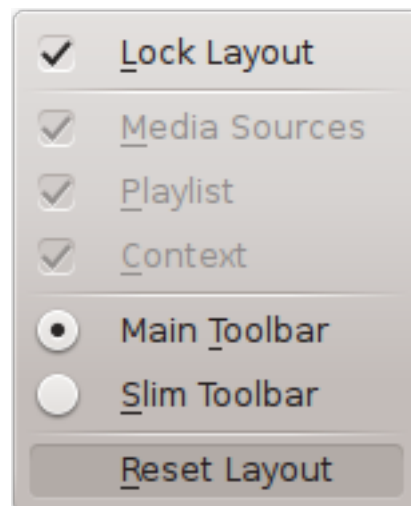 Lock Layout
Media Sources
Playlist
Context
Main Toolbar
Slim Toolbar
Reset Layout